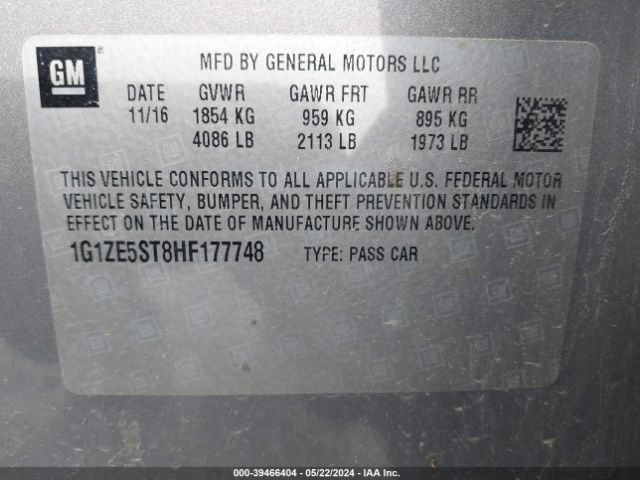 GM
®
MFD BY GENERAL MOTORS LLC
DATE GVWR GAWR FRT GAWR RR
11/16 1854 KG 959 KG 895 KG
4086 LB 2113 LB 1973 LB
THIS VEHICLE CONFORMS TO ALL APPLICABLE U.S. FEDERAL MOTOR
VEHICLE SAFETY, BUMPER, AND THEFT PREVENTION STANDARDS IN
EFFECT ON THE DATE OF MANUFACTURE SHOWN ABOVE.
1G1ZE5ST8HF177748 TYPE: PASS CAR
000-39466404 - 05/22/2024 - IAA Inc.